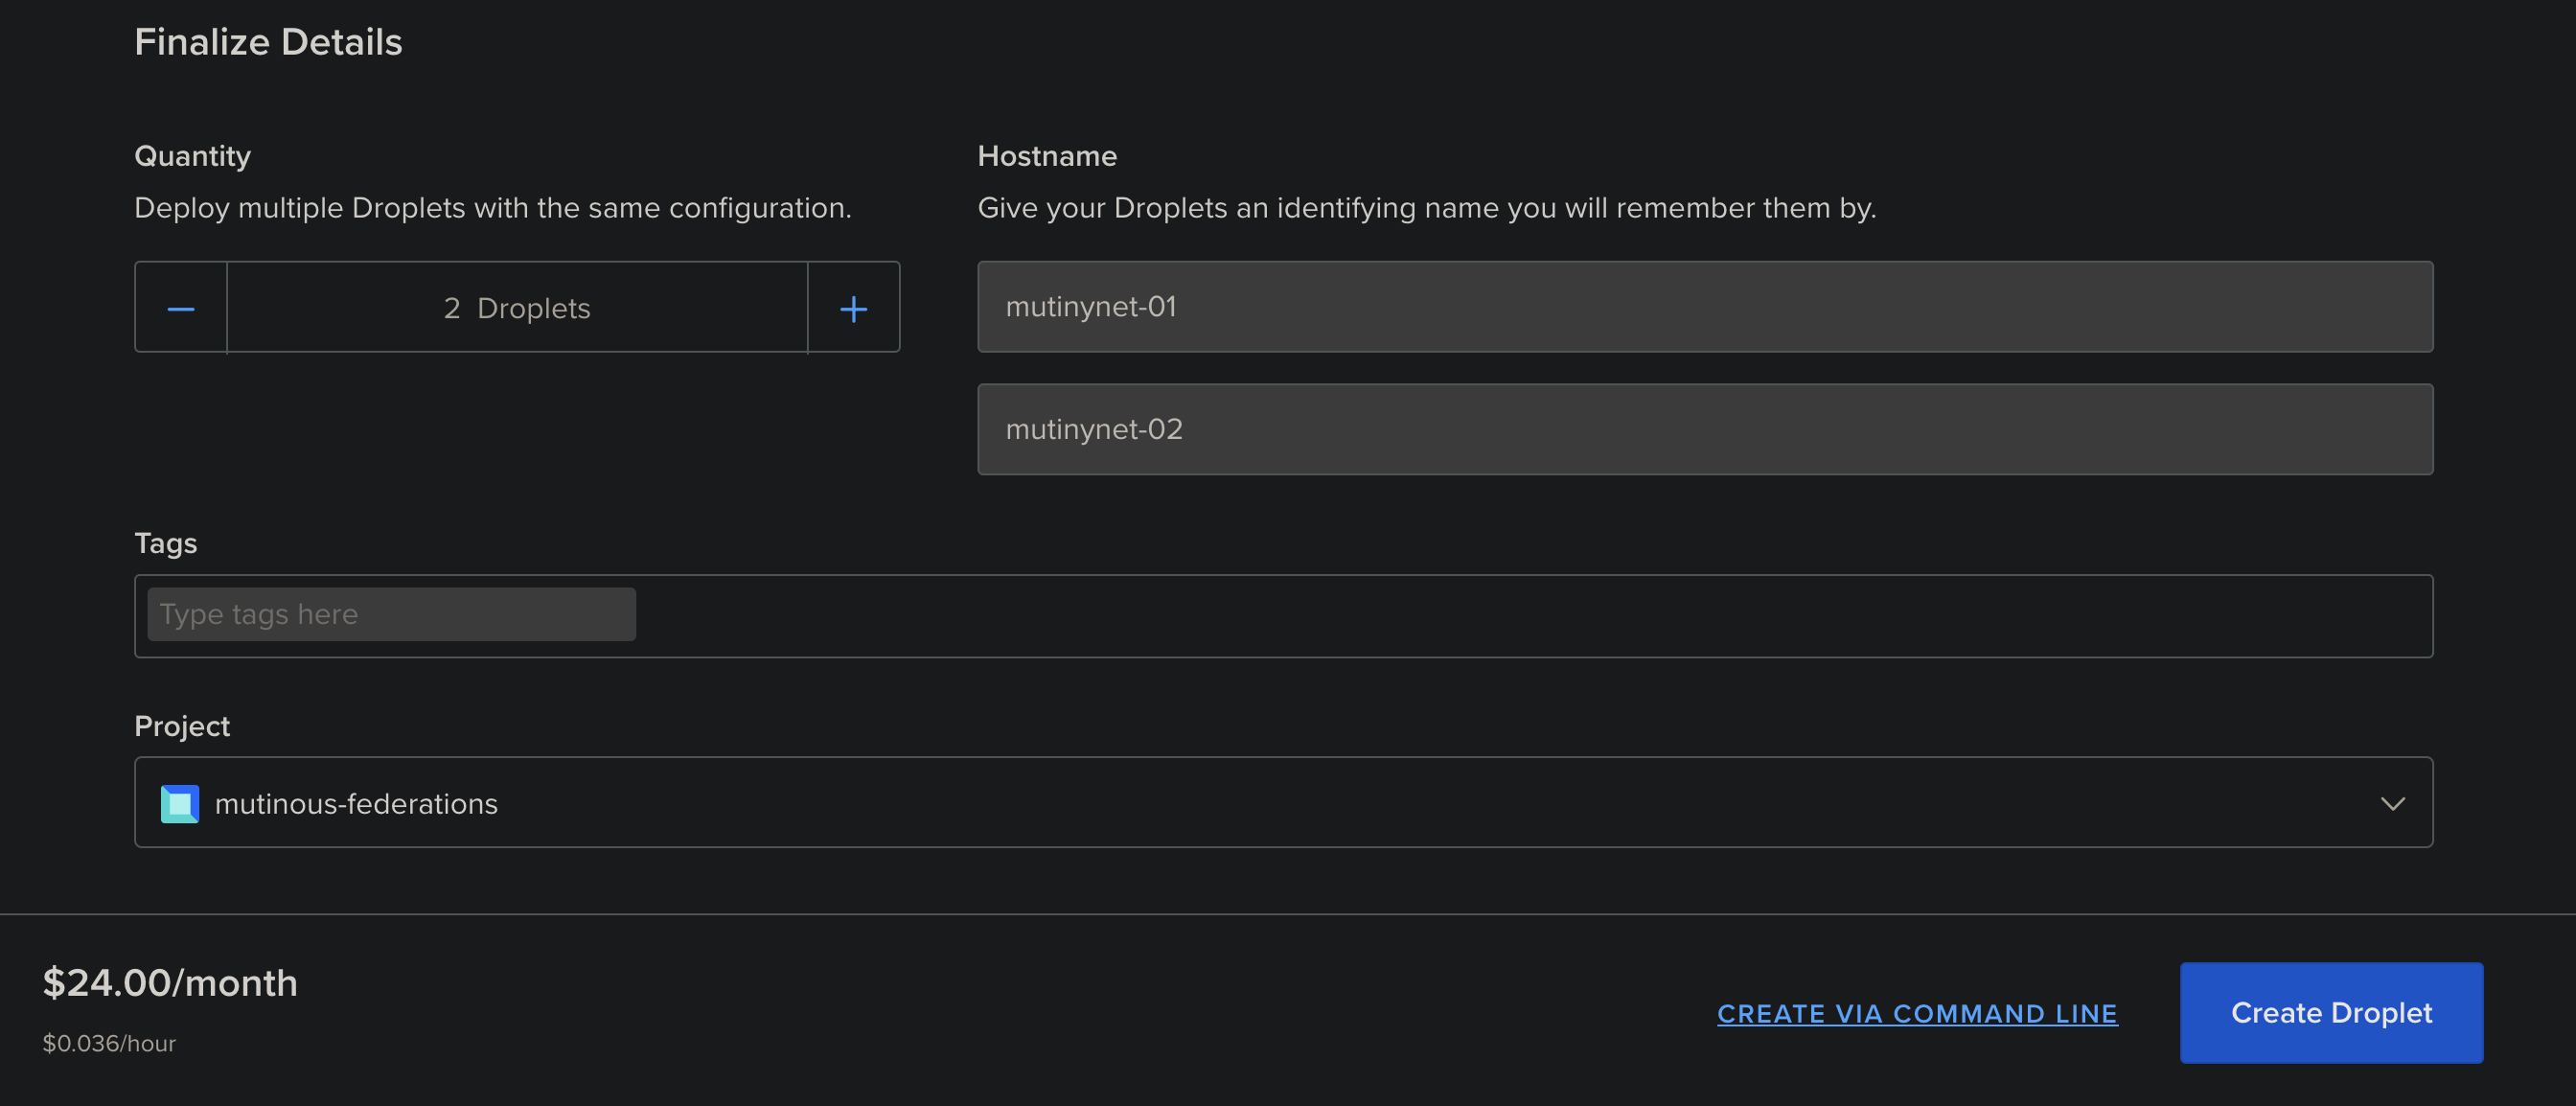 Finalize Details
Quantity
Deploy multiple Droplets with the same configuration.
2 Droplets
Hostname
Give your Droplets an identifying name you will remember them by.
mutinynet-01
mutinynet-02
Tags
Type tags here
Project
mutinous-federations
$24.00/month
$0.036/hour
CREATE VIA COMMAND LINE
Create Droplet